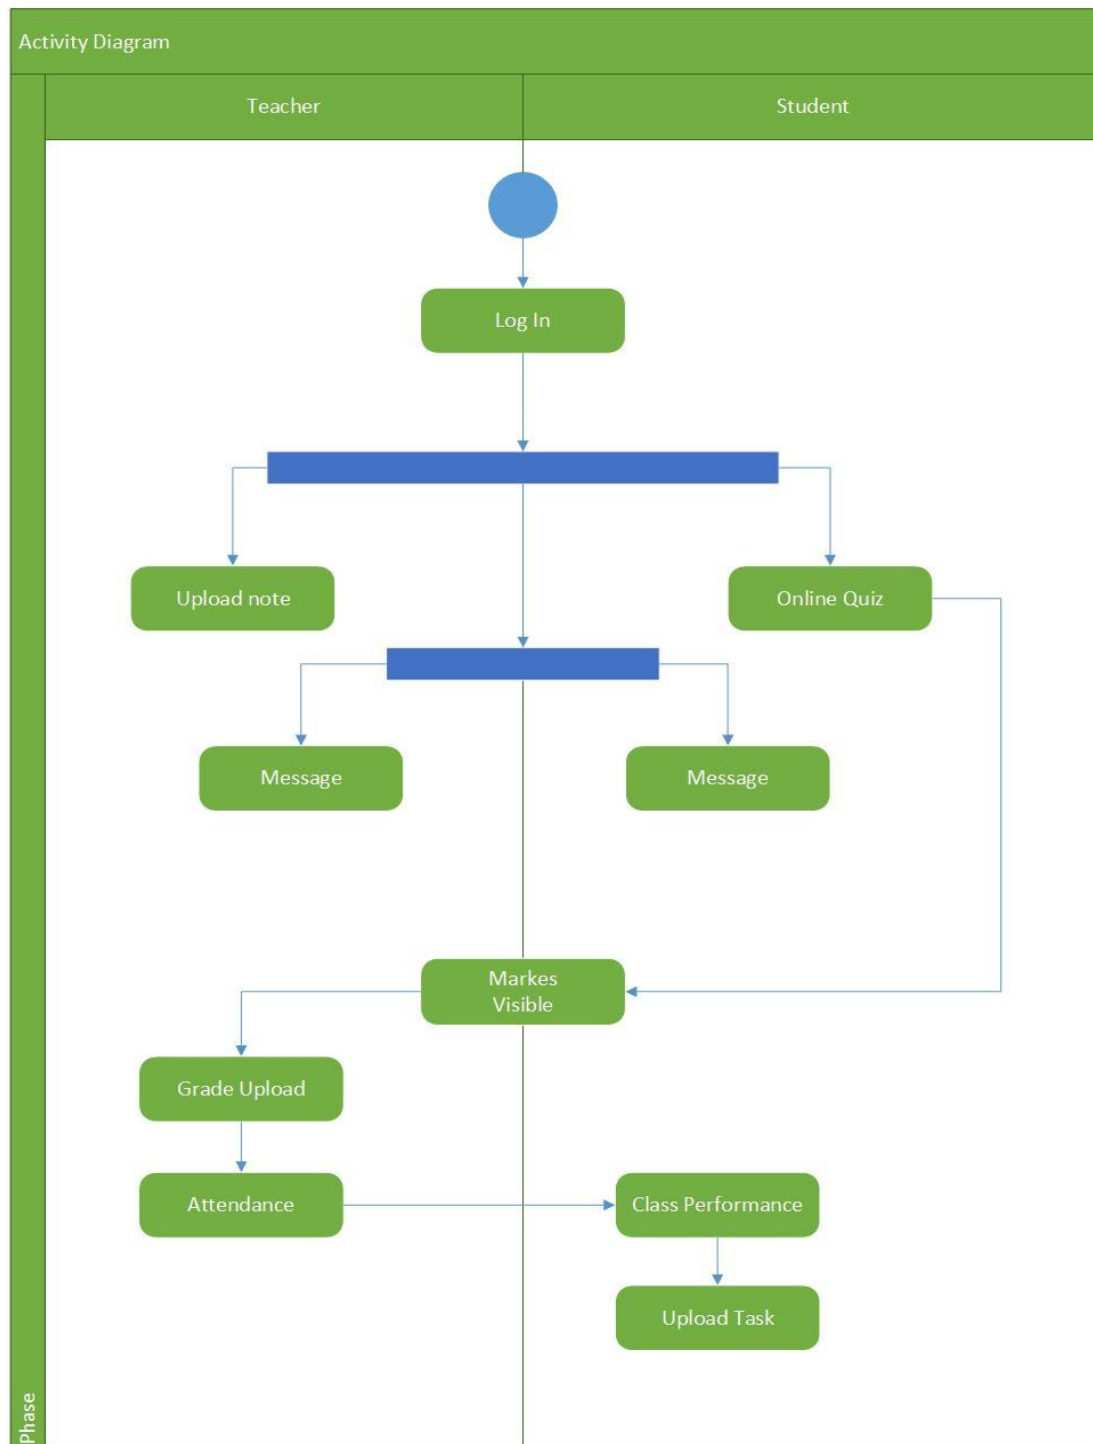 Activity Diagram
Teacher
Student
Log In
Upload note
Online Quiz
Message
Message
Markes
Visible
Grade Upload
Attendance
Class Performance
Upload Task
Phase